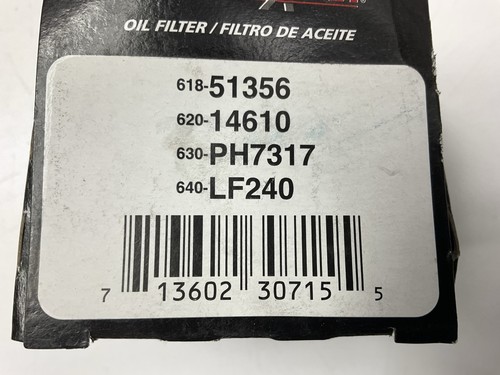 OIL FILTER / FILTRO DE ACEITE
618-51356
620-14610
630-PH7317
640-LF240
7 13602 30715 5